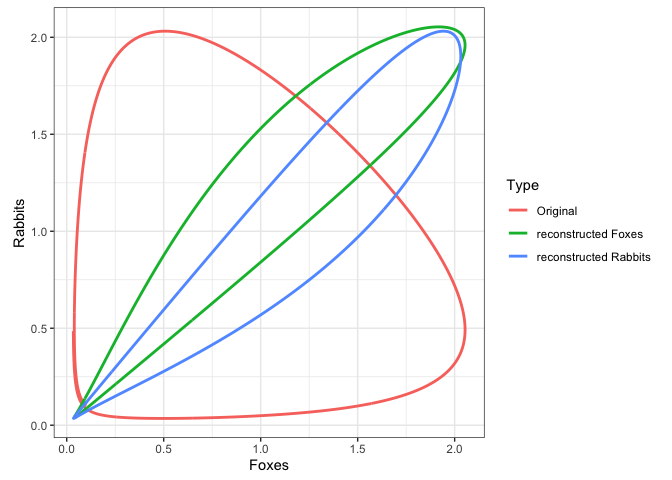 2.0
1.5
1.0
0.5
0.0
Rabbits
0.0 0.5 1.0 1.5 2.0
Foxes
Type
Original
reconstructed Foxes
reconstructed Rabbits